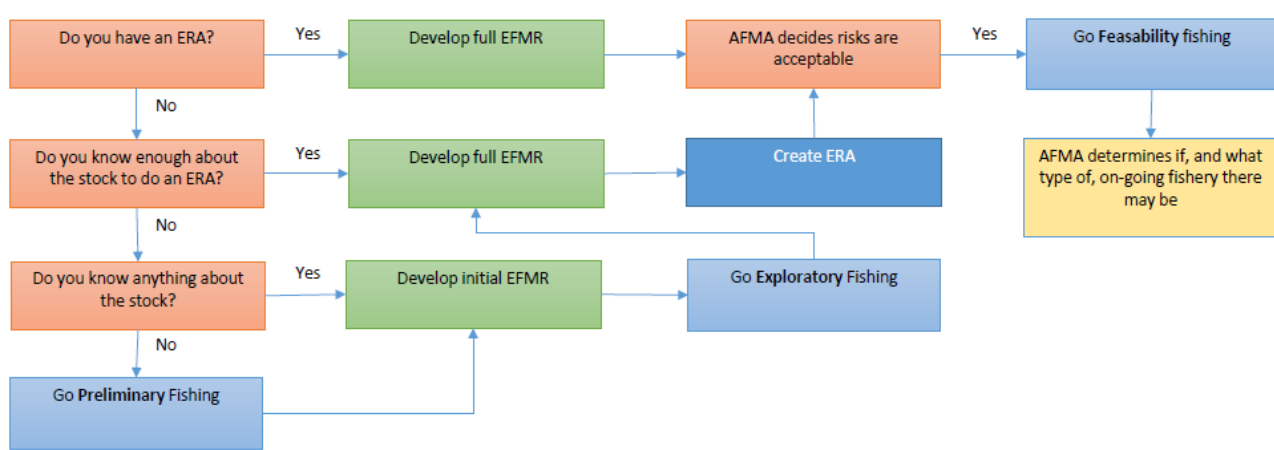 Do you have an ERA?
Yes
Develop full EFMR
AFMA decides risks are
acceptable
Yes
Go Feasability fishing
No
Do you know enough about
the stock to do an ERA?
Yes
Develop full EFMR
Create ERA
AFMA determines if, and what
type of, on-going fishery there
may be
No
Do you know anything about
the stock?
Yes
Develop initial EFMR
Go Exploratory Fishing
No
Go Preliminary Fishing